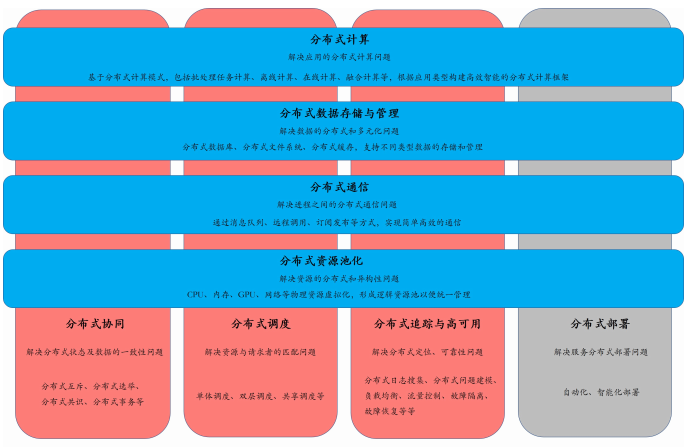 分布式计算
解决应用的分布式计算问题
基于分布式计算模式，包括批处理任务计算、离线计算、在线计算、融合计算等，根据应用类型构建高效智能的分布式计算框架
分布式数据存储与管理
解决数据的分布式和多元化问题
分布式数据库、分布式文件系统、分布式缓存，支持不同类型数据的存储和管理
分布式通信
解决进程之间的分布式通信问题
通过消息队列、远程调用、订阅发布等方式，实现简单高效的通信
分布式资源池化
解决资源的分布式和异构性问题
CPU、内存、GPU、网络等物理资源虚拟化，形成逻辑资源池以便统一管理
分布式协同
解决分布式状态及数据的一致性问题
分布式互斥、分布式选举、
分布式共识、分布式事务等
分布式调度
解决资源与请求者的匹配问题
单体调度、双层调度、共享调度等
分布式追踪与高可用
解决分布式定位、可靠性问题
分布式日志搜集、分布式问题建模、
负载均衡、流量控制、故障隔离、
故障恢复等等
分布式部署
解决服务分布式部署问题
自动化、智能化部署